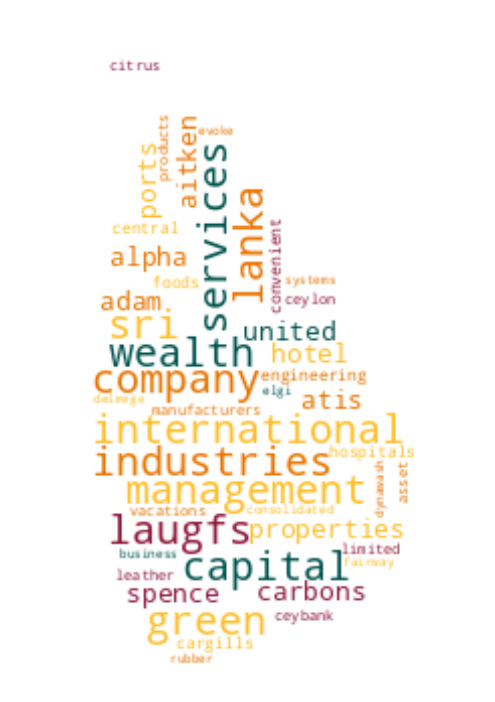 citrus
evoke
products
aitken
ports
services
lanka
central
convenient
alpha
foods
systems
adam
ceylon
sri
united
wealth
hotel
company
engineering
elgi
delmege
atis
manufacturers
international
hospitals
industries
dynawash
asset
management
vacations
consolidated
laugfs
properties
limited
business
capital
fairway
leather
spence
carbons
green
ceybank
cargills
rubber